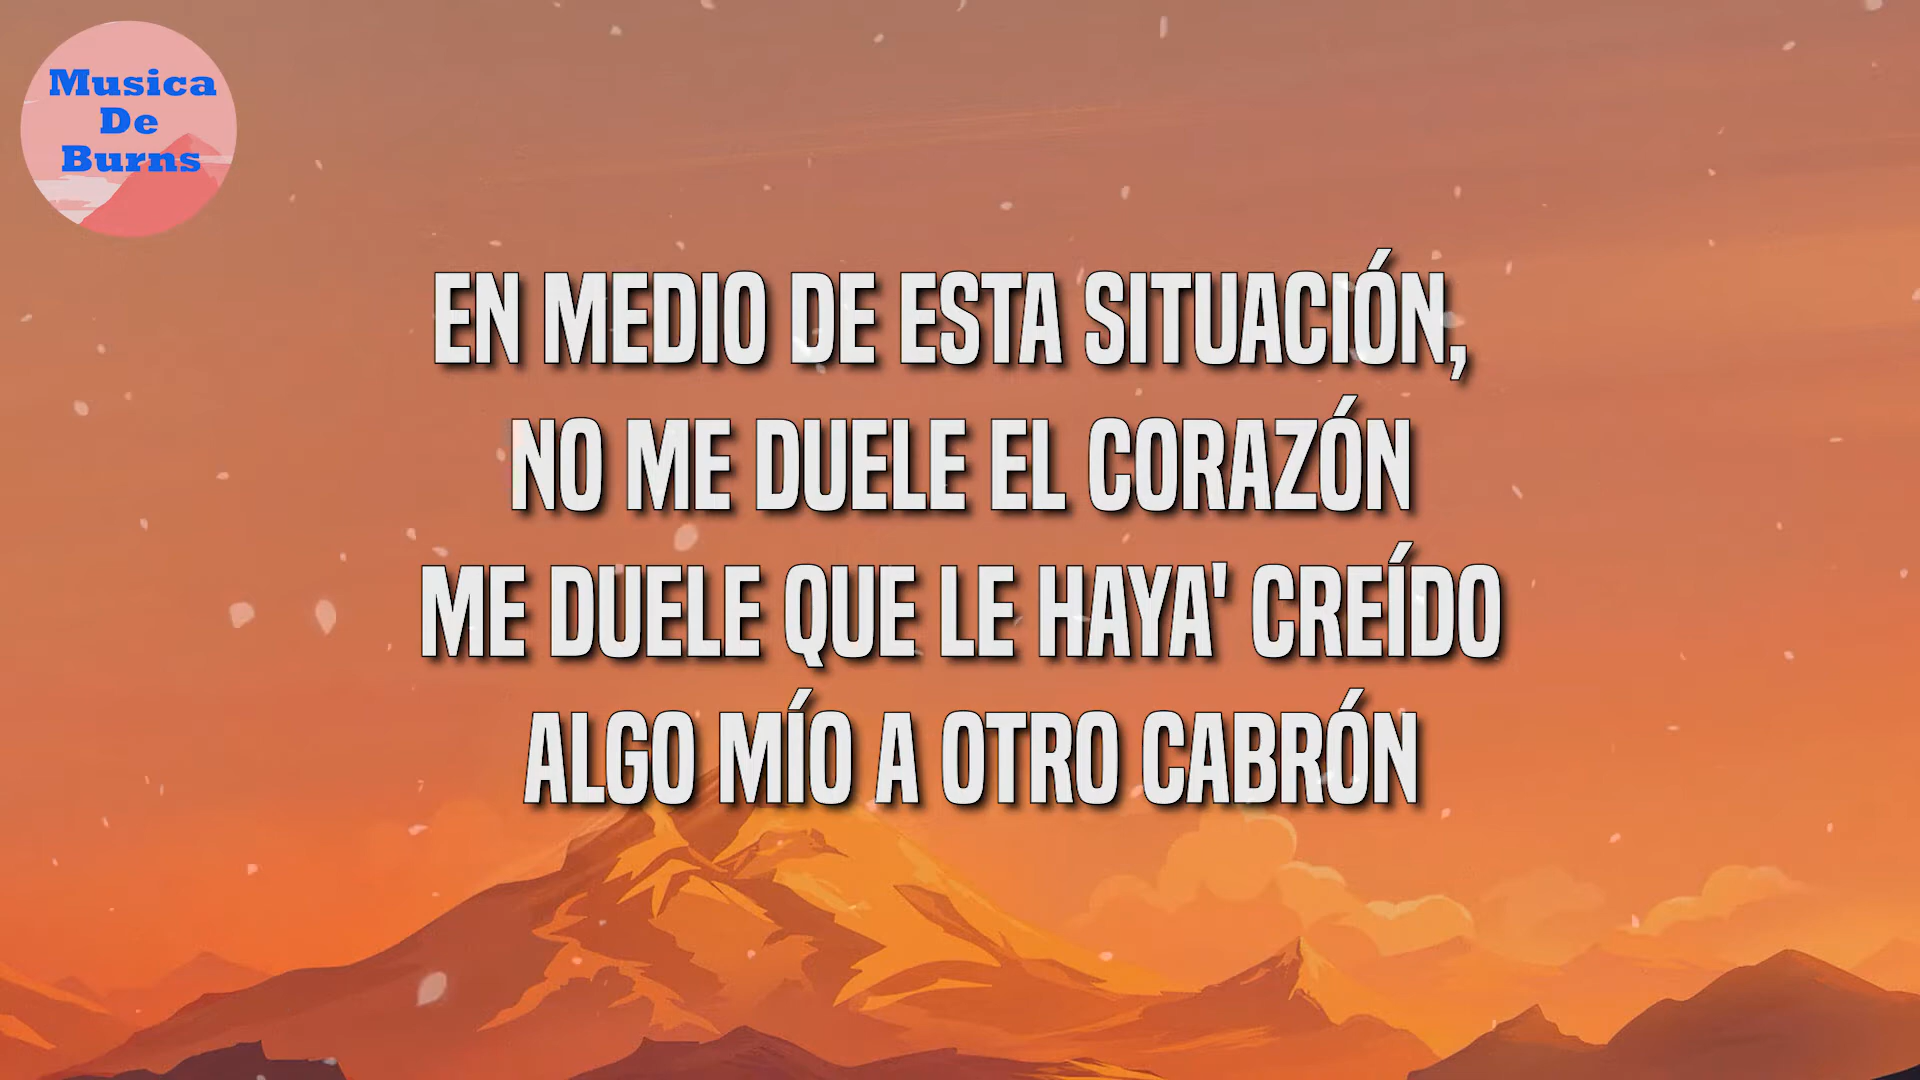 Musica
De
Burns
EN MEDIO DE ESTA SITUACIÓN,
NO ME DUELE EL CORAZÓN
ME DUELE QUE LE HAYA' CREÍDO
ALGO MÍO A OTRO CABRÓN